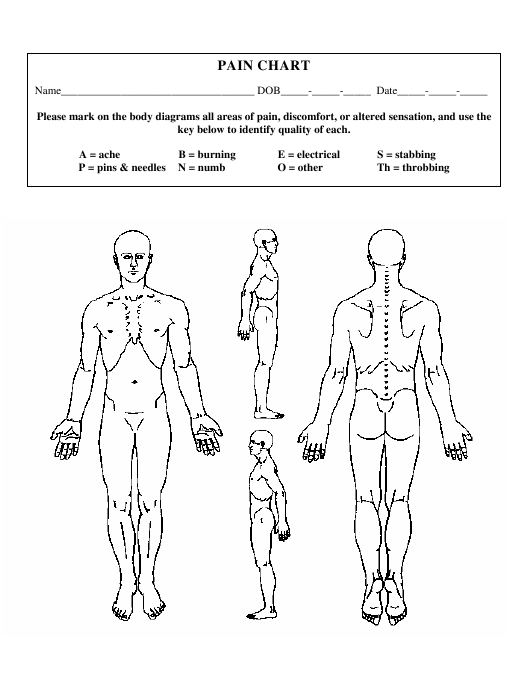 PAIN CHART
Name___________________________________ DOB_____-_____-_____ Date_____-_____-_____
Please mark on the body diagrams all areas of pain, discomfort, or altered sensation, and use the
key below to identify quality of each.
A = ache B = burning E = electrical S = stabbing
P = pins & needles N = numb O = other Th = throbbing